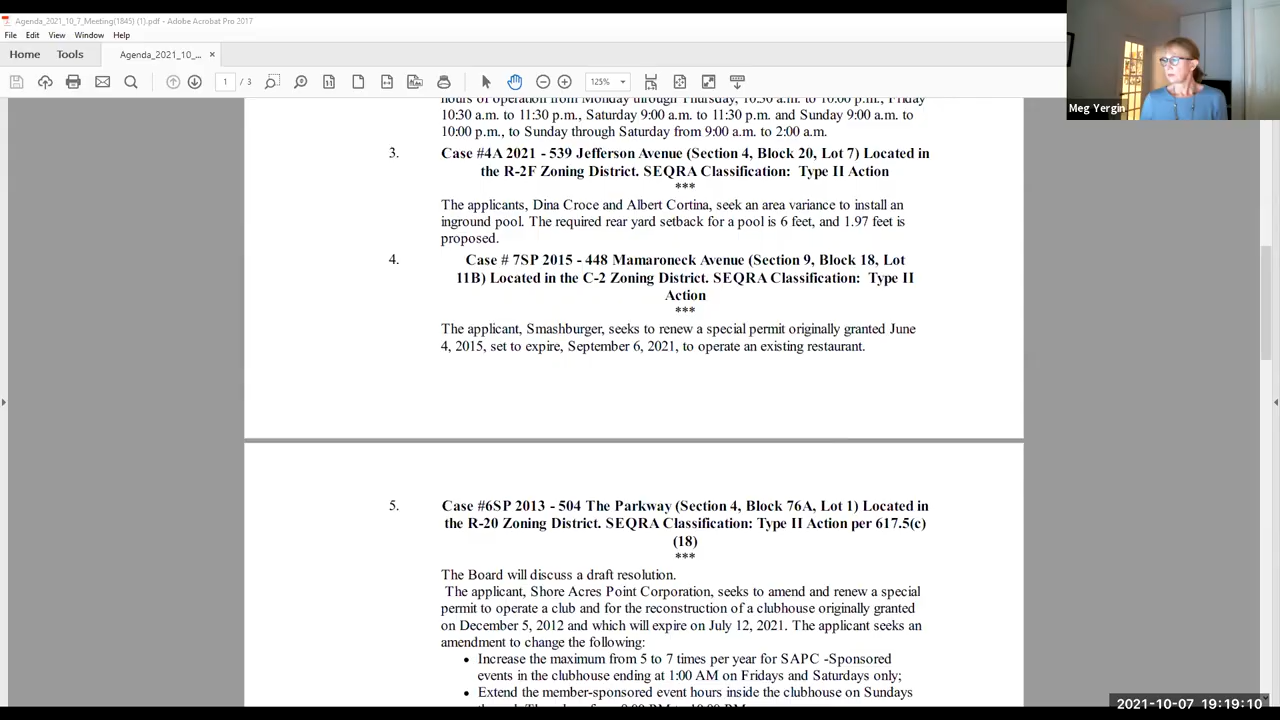 Agenda_2021_10_7_Meeting(1845) (1).pdf - Adobe Acrobat Pro 2017
File Edit View Window Help
Home Tools Agenda_2021_10_... ×
1 / 3 125%
Meg Yergin
hours of operation from Monday through Thursday, 10:30 a.m. to 10:00 p.m., Friday
10:30 a.m. to 11:30 p.m., Saturday 9:00 a.m. to 11:30 p.m. and Sunday 9:00 a.m. to
10:00 p.m., to Sunday through Saturday from 9:00 a.m. to 2:00 a.m.
3. Case #4A 2021 - 539 Jefferson Avenue (Section 4, Block 20, Lot 7) Located in
the R-2F Zoning District. SEQRA Classification: Type II Action
***
The applicants, Dina Croce and Albert Cortina, seek an area variance to install an
inground pool. The required rear yard setback for a pool is 6 feet, and 1.97 feet is
proposed.
4. Case # 7SP 2015 - 448 Mamaroneck Avenue (Section 9, Block 18, Lot
11B) Located in the C-2 Zoning District. SEQRA Classification: Type II
Action
***
The applicant, Smashburger, seeks to renew a special permit originally granted June
4, 2015, set to expire, September 6, 2021, to operate an existing restaurant.
5. Case #6SP 2013 - 504 The Parkway (Section 4, Block 76A, Lot 1) Located in
the R-20 Zoning District. SEQRA Classification: Type II Action per 617.5(c)
(18)
***
The Board will discuss a draft resolution.
The applicant, Shore Acres Point Corporation, seeks to amend and renew a special
permit to operate a club and for the reconstruction of a clubhouse originally granted
on December 5, 2012 and which will expire on July 12, 2021. The applicant seeks an
amendment to change the following:
• Increase the maximum from 5 to 7 times per year for SAPC -Sponsored
events in the clubhouse ending at 1:00 AM on Fridays and Saturdays only;
• Extend the member-sponsored event hours inside the clubhouse on Sundays
2021-10-07 19:19:10